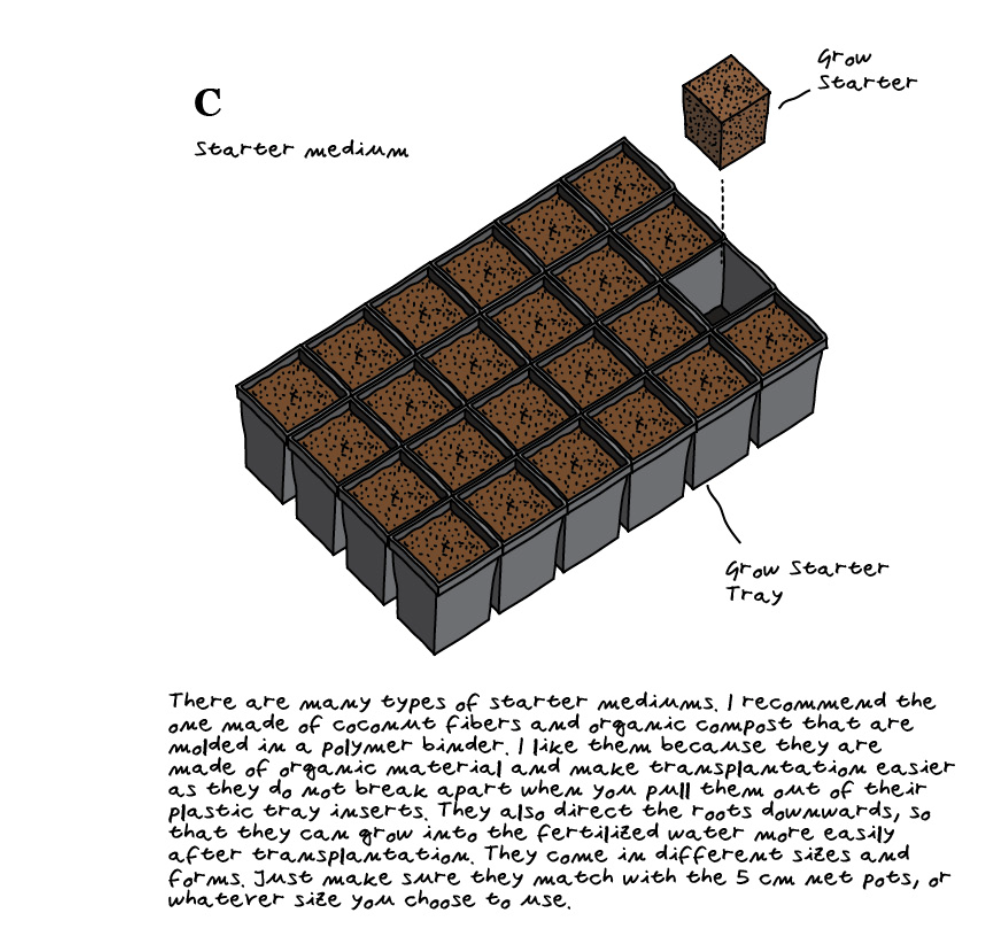 C
Starter medium
Grow
Starter
Grow Starter
Tray
There are many types of starter mediums. I recommend the
one made of coconut fibers and organic compost that are
molded in a polymer binder. I like them because they are
made of organic material and make transplantation easier
as they do not break apart when you pull them out of their
plastic tray inserts. They also direct the roots downwards, so
that they can grow into the fertilized water more easily
after transplantation. They come in different sizes and
forms. Just make sure they match with the 5 cm net pots, or
whatever size you choose to use.